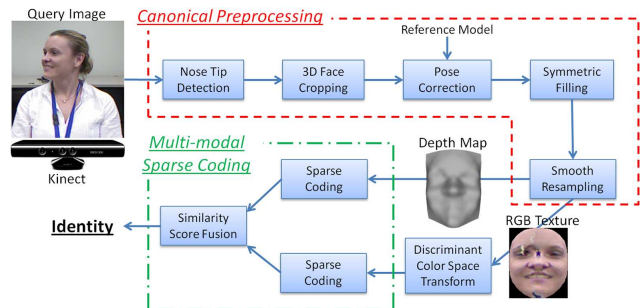 Query Image
Canonical Preprocessing
Reference Model
Nose Tip
Detection
3D Face
Cropping
Pose
Correction
Symmetric
Filling
Kinect
Multi-modal
Sparse Coding
Sparse
Coding
Depth Map
Smooth
Resampling
Identity
Similarity
Score Fusion
RGB Texture
Sparse
Coding
Discriminant
Color Space
Transform